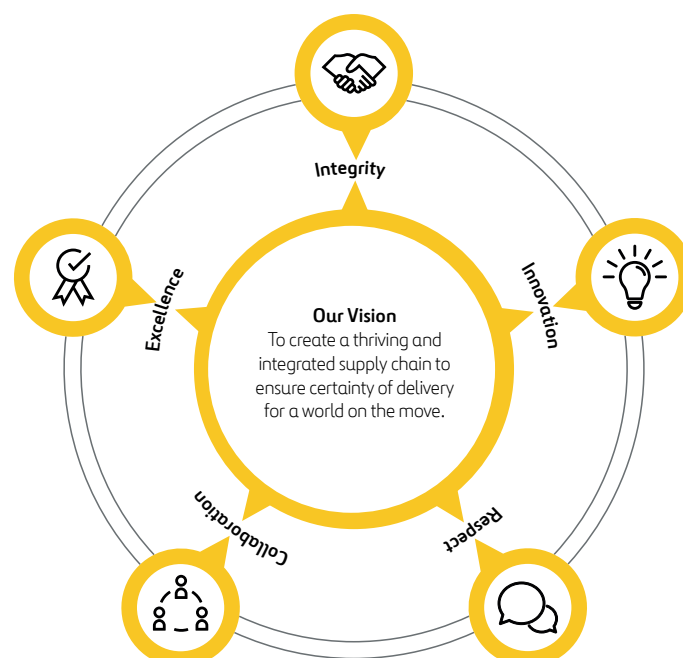 Integrity
Innovation
Excellence
Our Vision
To create a thriving and
integrated supply chain to
ensure certainty of delivery
for a world on the move.
Collaboration
Respect